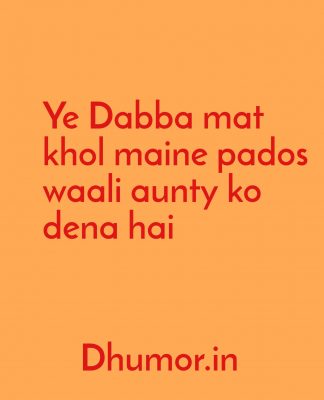 Ye Dabba mat
khol maine pados
waali aunty ko
dena hai
Dhumor.in